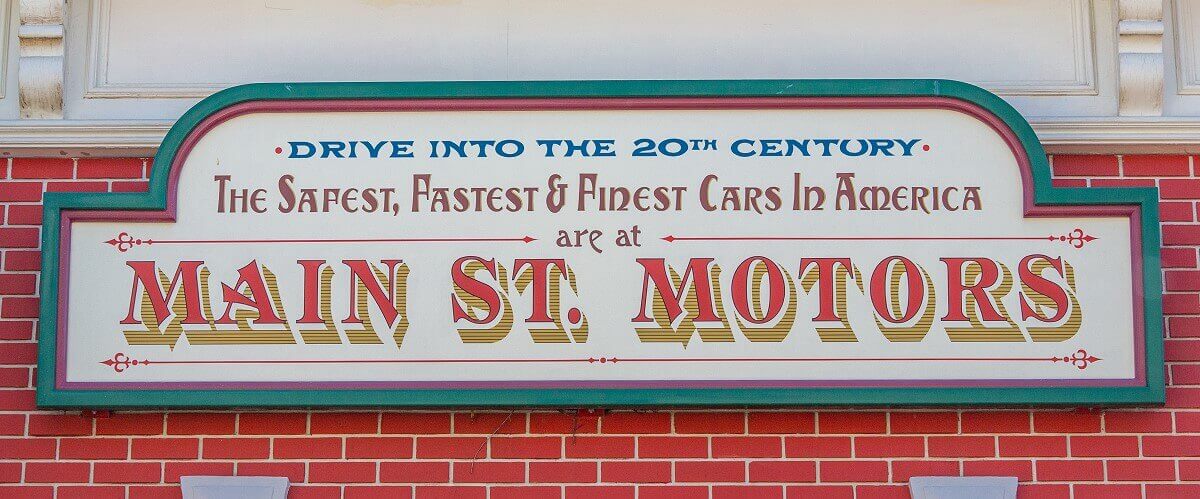 • DRIVE INTO THE 20TH CENTURY •
THE SAFEST, FASTEST & FINEST CARS IN AMERICA
are at
MAIN ST. MOTORS